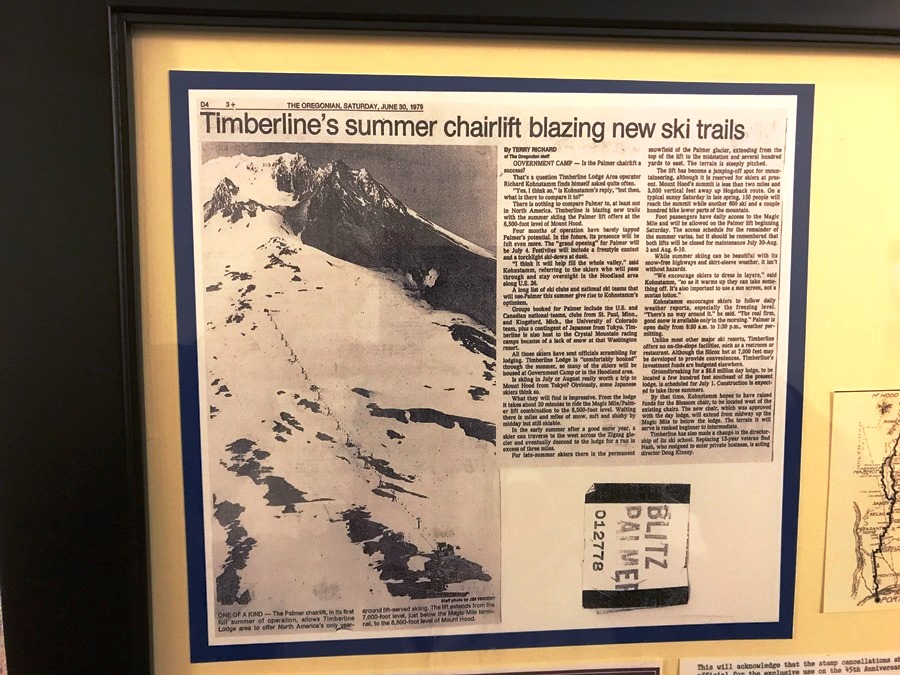 D4 3+ THE OREGONIAN, SATURDAY, JUNE 30, 1979
Timberline's summer chairlift blazing new ski trails
By TERRY RICHARD
of The Oregonian staff
GOVERNMENT CAMP — Is the Palmer chairlift a
success?
That's a question Timberline Lodge Area operator
Richard Kohnstamm finds himself asked quite often.
"Yes, I think so," is Kohnstamm's reply, "but then,
what is there to compare it to?"
There is nothing to compare Palmer to, at least not
in North America. Timberline is blazing new trails
with the summer skiing the Palmer lift offers at the
8,500-foot level of Mount Hood.
Four months of operation have barely tapped
Palmer's potential. In the future, its presence will be
felt even more. The "grand opening" for Palmer will
be July 4. Festivities will include a freestyle contest
and a torchlight ski-down at dusk.
"I think it will help fill the whole valley," said
Kohnstamm, referring to the skiers who will pass
through and stay overnight in the Hoodland area
along U.S. 26.
A long list of ski clubs and national ski teams that
will use Palmer this summer give rise to Kohnstamm's
optimism.
Groups booked for Palmer include the U.S. and
Canadian national teams, clubs from St. Paul, Minn.,
and Kingsford, Mich., the University of Colorado
team, plus a contingent of Japanese from Tokyo. Tim-
berline is also host to the Crystal Mountain racing
camps because of a lack of snow at that Washington
resort.
All those skiers have sent officials scrambling for
lodging. Timberline Lodge is "comfortably booked"
through the summer, so many of the skiers will be
housed at Government Camp or in the Hoodland area.
Is skiing in July or August really worth a trip to
Mount Hood from Tokyo? Obviously, some Japanese
skiers think so.
What they will find is impressive. From the lodge
it takes about 30 minutes to ride the Magic Mile/Palm-
er lift combination to the 8,500-foot level. Waiting
there is miles and miles of snow, soft and slushy by
midday but still skiable.
In the early summer after a good snow year, a
skier can traverse to the west across the Zigzag gla-
cier and eventually descend to the lodge for a run in
excess of three miles.
For late-summer skiers there is the permanent
snowfield of the Palmer glacier, extending from the
top of the lift to the midstation and several hundred
yards to east. The terrain is steeply pitched.
The lift has become a jumping-off spot for moun-
taineering, although it is reserved for skiers at pres-
ent. Mount Hood's summit is less than two miles and
3,000 vertical feet away up Hogsback route. On a
typical sunny Saturday in late spring, 150 people will
reach the summit while another 600 ski and a couple
hundred hike lower parts of the mountain.
Foot passengers have daily access to the Magic
Mile and will be allowed on the Palmer lift beginning
Saturday. The access schedule for the remainder of
the summer varies, but it should be remembered that
both lifts will be closed for maintenance July 30-Aug.
3 and Aug. 6-10.
While summer skiing can be beautiful with its
snow-free highways and shirt-sleeve weather, it isn't
without hazards.
"We encourage skiers to dress in layers," said
Kohnstamm, "so as it warms up they can take some-
thing off. It's also important to use a sun screen, not a
suntan lotion."
Kohnstamm encourages skiers to follow daily
weather reports, especially the freezing level.
"There's no way around it," he said. "The real firm,
good snow is available only in the morning." Palmer is
open daily from 8:30 a.m. to 1:30 p.m., weather per-
mitting.
Unlike most other major ski resorts, Timberline
offers no on-the-slope facilities, such as a restroom or
restaurant. Although the Silcox hut at 7,000 feet may
be developed to provide conveniences, Timberline's
investment funds are budgeted elsewhere.
Groundbreaking for a $6.6 million day lodge, to be
located a few hundred feet southeast of the present
lodge, is scheduled for July 1. Construction is expect-
ed to take three summers.
By that time, Kohnstamm hopes to have raised
funds for the Blossom chair, to be located west of the
existing chairs. The new chair, which was approved
with the day lodge, will extend from midway up the
Magic Mile to below the lodge. The terrain it will
serve is ranked beginner to intermediate.
Timberline has also made a change in the director-
ship of its ski school. Replacing 13-year veteran Bud
Nash, who resigned to enter private business, is acting
director Doug Kinney.
Staff photo by JIM VINCENT
ONE OF A KIND — The Palmer chairlift, in its first
full summer of operation, allows Timberline
Lodge area to offer North America's only year-
around lift-served skiing. The lift extends from the
7,000-foot level, just below the Magic Mile termi-
nal, to the 8,500-foot level of Mount Hood.
BLITZ
PALMER
012778
MT HOOD
PORT
This will acknowledge that the stamp cancellations
official for the exclusive use on the 45th Anniversa